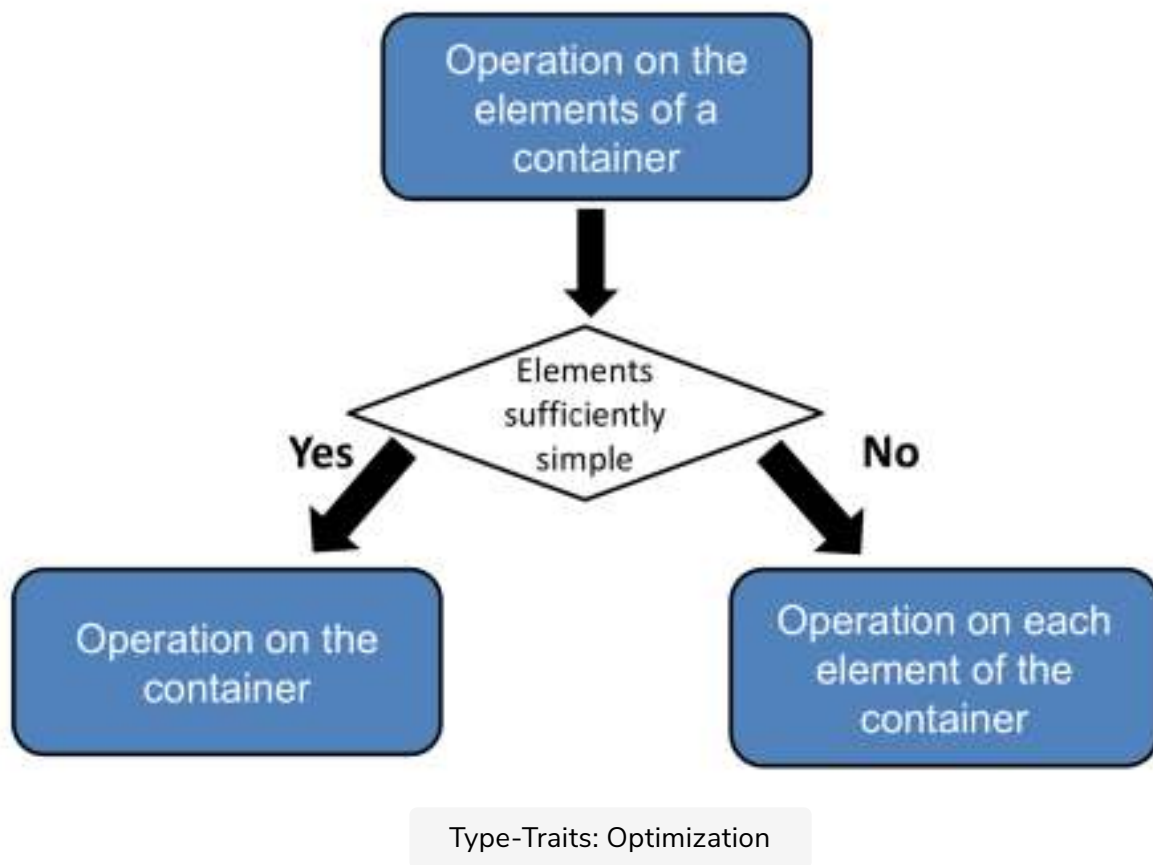 Operation on the
elements of a
container
Elements
sufficiently
simple
Yes
No
Operation on the
container
Operation on each
element of the
container
Type-Traits: Optimization